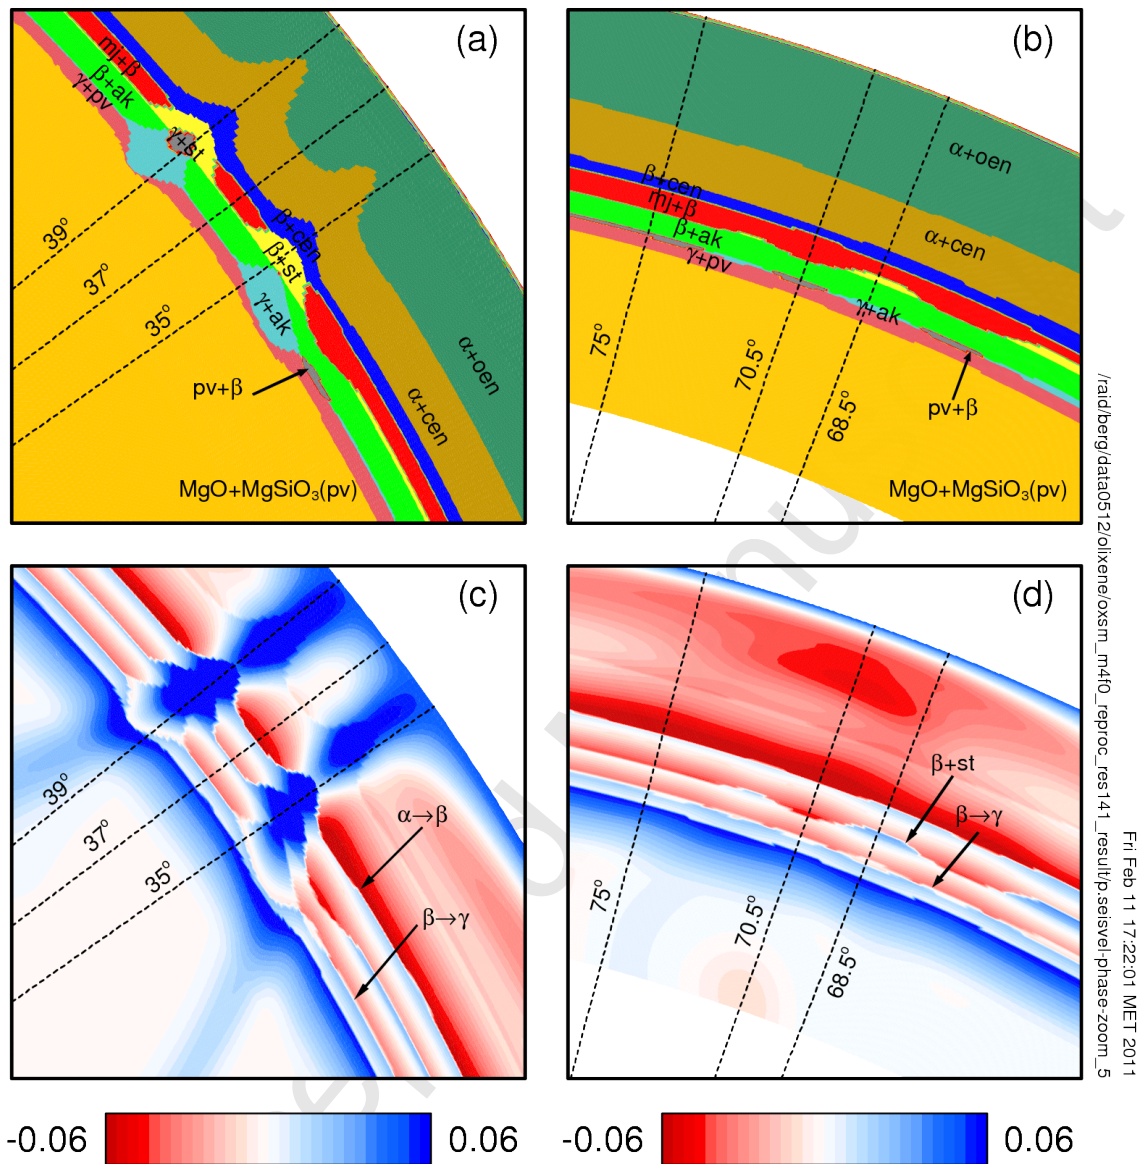 (a)
mj+β
β+ak
γ+pv
γ+st
β+cen
β+st
γ+ak
α+oen
α+cen
pv+β
39°
37°
35°
MgO+MgSiO₃(pv)
(b)
α+oen
α+cen
β+cen
mj+β
β+ak
γ+pv
γ+ak
pv+β
75°
70.5°
68.5°
MgO+MgSiO₃(pv)
(c)
39°
37°
35°
α→β
β→γ
(d)
β+st
β→γ
75°
70.5°
68.5°
-0.06 0.06
-0.06 0.06
/raid/berg/data0512/olixene/oxsm_m4f0_reproc_res141_result/p.seisvel-phase-zoom_5
Fri Feb 11 17:22:01 MET 2011